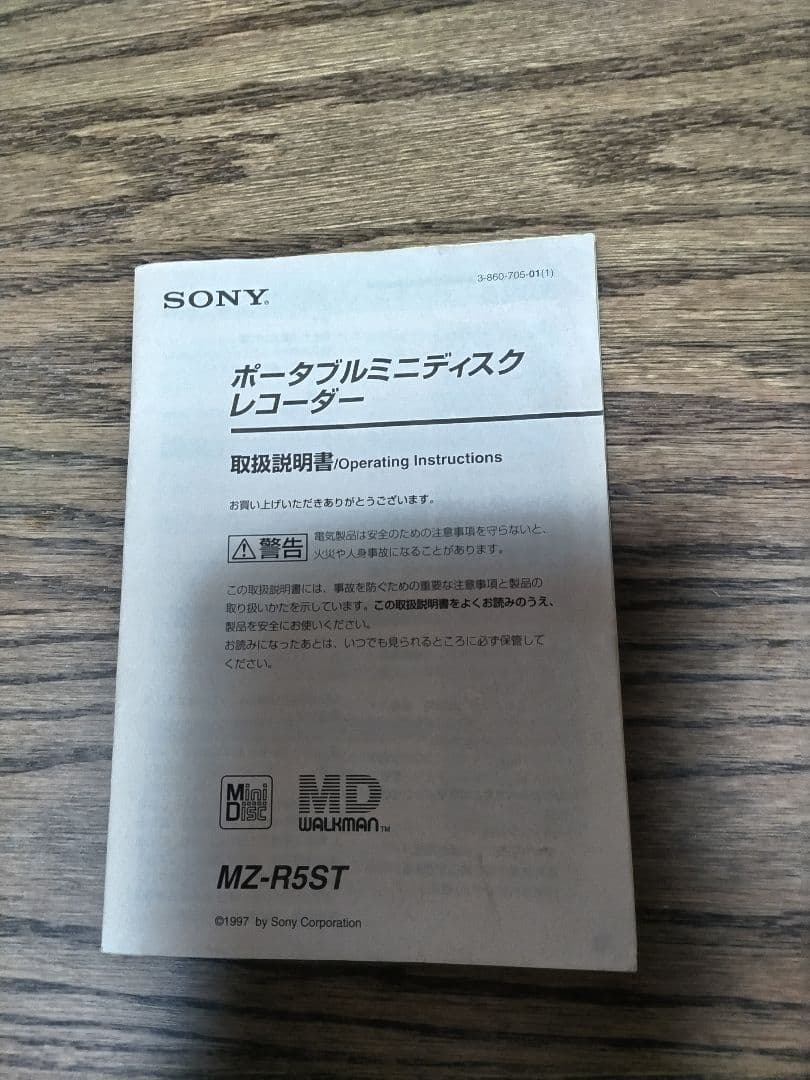 SONY®
3-860-705-01(1)
ポータブルミニディスク
レコーダー
取扱説明書/Operating Instructions
お買い上げいただきありがとうございます。
⚠警告
電気製品は安全のための注意事項を守らないと、
火災や人身事故になることがあります。
この取扱説明書には、事故を防ぐための重要な注意事項と製品の
取り扱いかたを示しています。この取扱説明書をよくお読みのうえ、
製品を安全にお使いください。
お読みになったあとは、いつでも見られるところに必ず保管して
ください。
Mini
Disc
MD
WALKMAN™
MZ-R5ST
©1997 by Sony Corporation